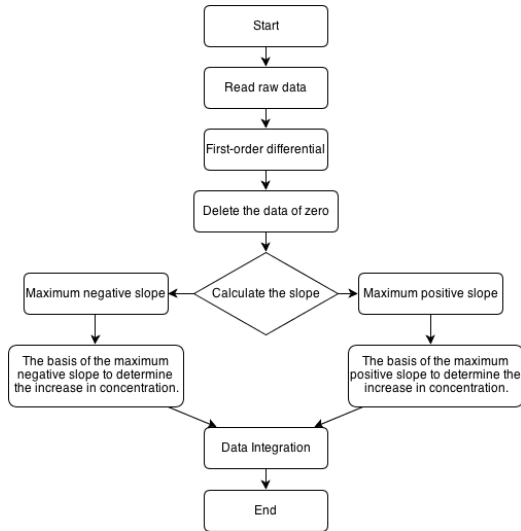 Start
Read raw data
First-order differential
Delete the data of zero
Calculate the slope
Maximum negative slope
Maximum positive slope
The basis of the maximum
negative slope to determine
the increase in concentration.
The basis of the maximum
positive slope to determine the
increase in concentration.
Data Integration
End